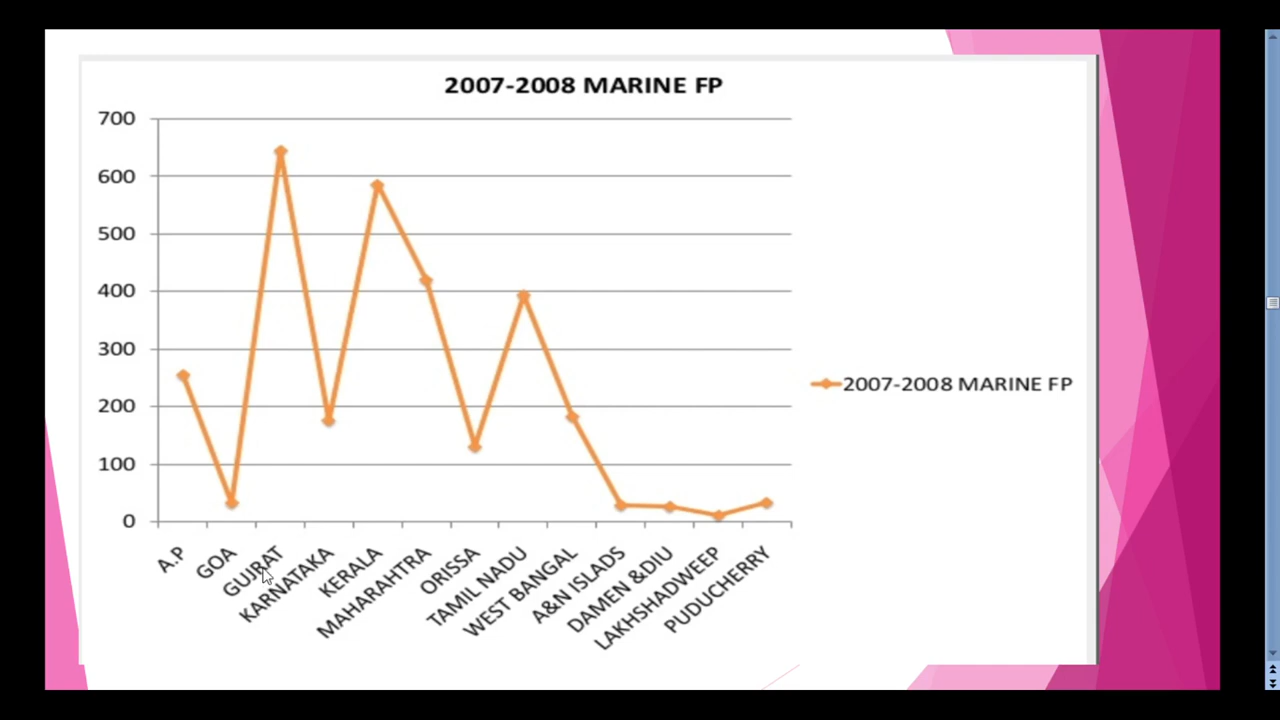 2007-2008 MARINE FP
700
600
500
400
300
200
100
0
A.P
GOA
GUJRAT
KARNATAKA
KERALA
MAHARAHTRA
ORISSA
TAMIL NADU
WEST BANGAL
A&N ISLADS
DAMEN &DIU
LAKHSHADWEEP
PUDUCHERRY
2007-2008 MARINE FP